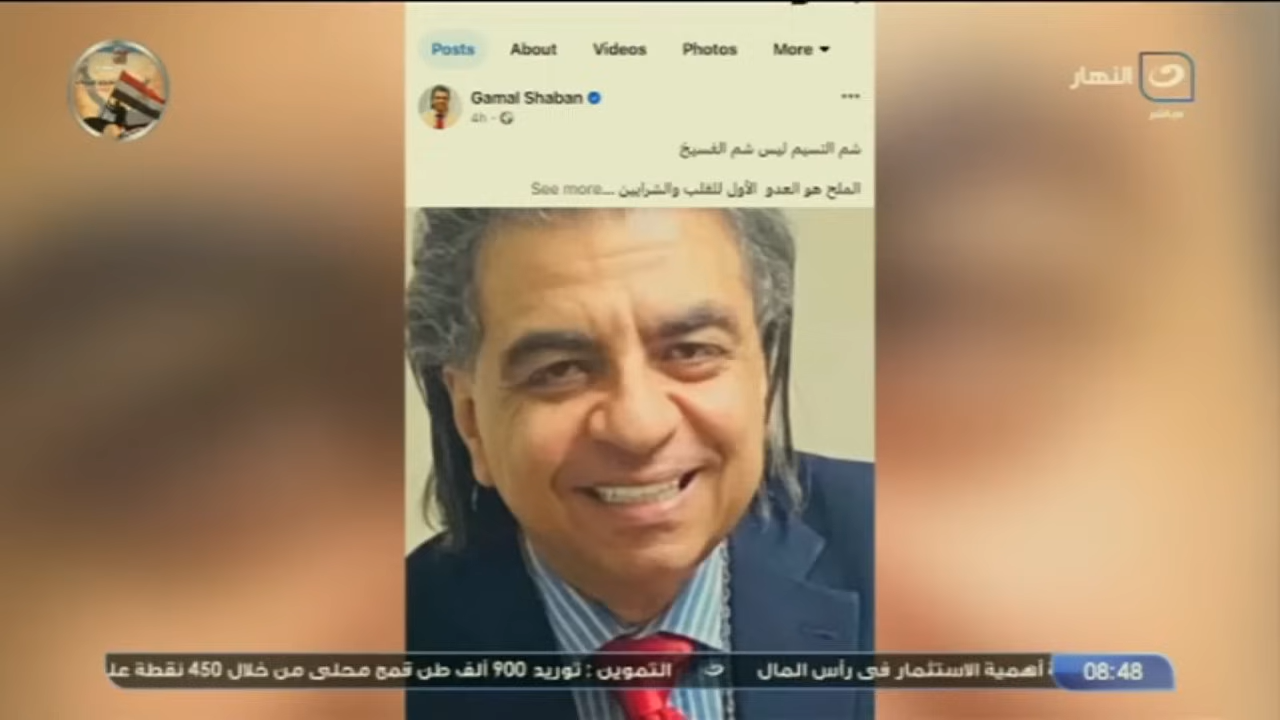 Posts About Videos Photos More
النهار
مباشر
Gamal Shaban
4h
شم النسيم ليس شم الفسيخ
الملح هو العدو الأول للقلب والشرايين ...See more
أهمية الاستثمار في رأس المال التموين : توريد 900 ألف طن قمح محلى من خلال 450 نقطة
08:48